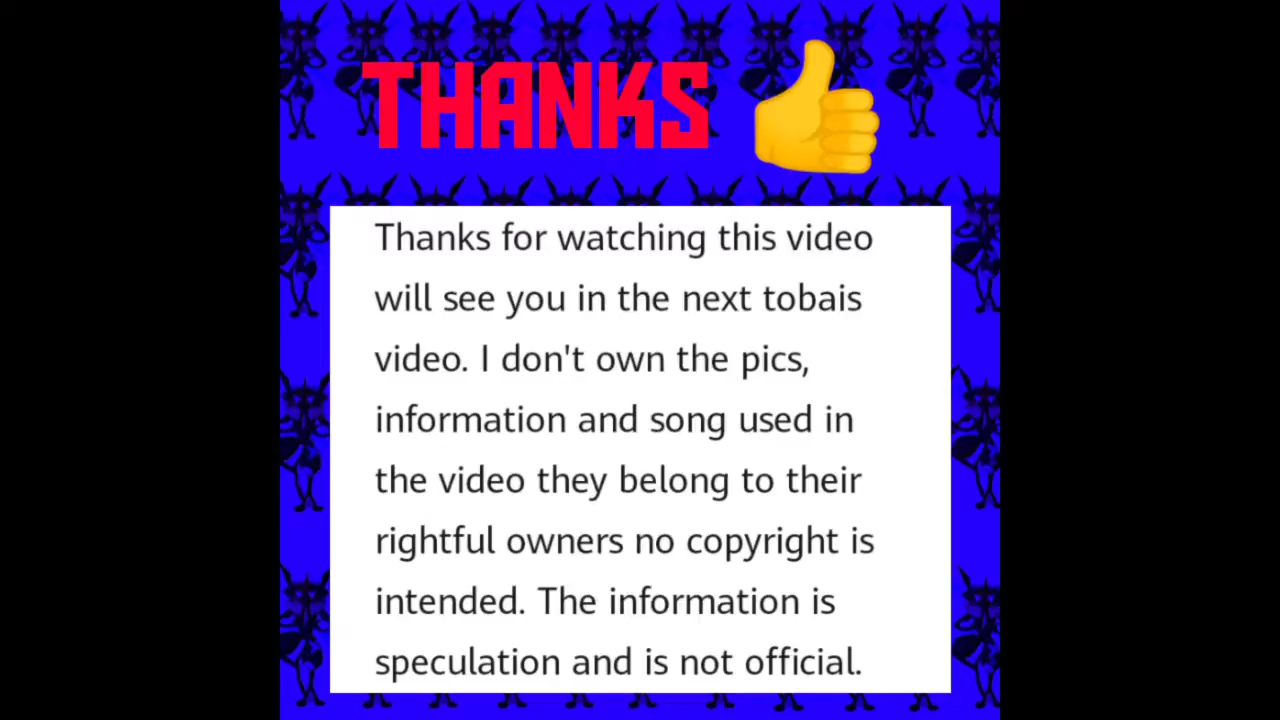 THANKS 👍
Thanks for watching this video
will see you in the next tobais
video. I don't own the pics,
information and song used in
the video they belong to their
rightful owners no copyright is
intended. The information is
speculation and is not official.